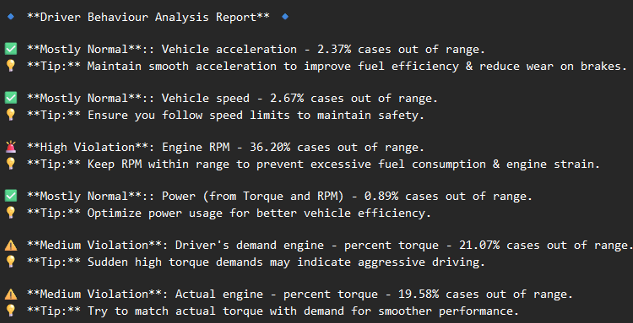 🔹 **Driver Behaviour Analysis Report** 🔹
✅ **Mostly Normal**:: Vehicle acceleration - 2.37% cases out of range.
💡 **Tip:** Maintain smooth acceleration to improve fuel efficiency & reduce wear on brakes.
✅ **Mostly Normal**:: Vehicle speed - 2.67% cases out of range.
💡 **Tip:** Ensure you follow speed limits to maintain safety.
🚨 **High Violation**: Engine RPM - 36.20% cases out of range.
💡 **Tip:** Keep RPM within range to prevent excessive fuel consumption & engine strain.
✅ **Mostly Normal**:: Power (from Torque and RPM) - 0.89% cases out of range.
💡 **Tip:** Optimize power usage for better vehicle efficiency.
⚠️ **Medium Violation**: Driver's demand engine - percent torque - 21.07% cases out of range.
💡 **Tip:** Sudden high torque demands may indicate aggressive driving.
⚠️ **Medium Violation**: Actual engine - percent torque - 19.58% cases out of range.
💡 **Tip:** Try to match actual torque with demand for smoother performance.